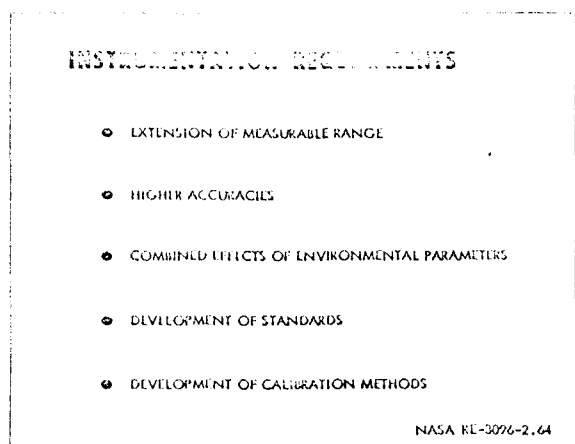 INSTRUMENTATION REQUIREMENTS
EXTENSION OF MEASURABLE RANGE
HIGHER ACCURACIES
COMBINED EFFECTS OF ENVIRONMENTAL PARAMETERS
DEVELOPMENT OF STANDARDS
DEVELOPMENT OF CALIBRATION METHODS
NASA RE-3096-2.64